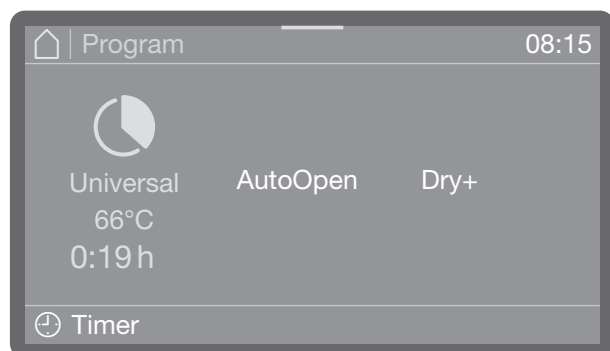 Program 08:15
Universal AutoOpen Dry+
66°C
0:19 h
Timer